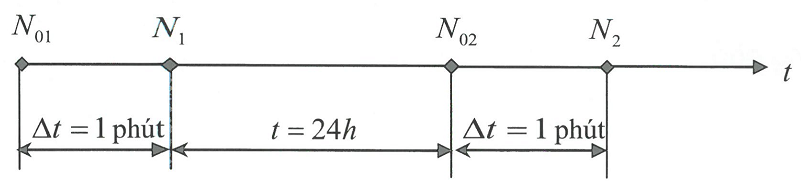 N₀₁ N₁ N₀₂ N₂
t
Δt = 1 phút t = 24h Δt = 1 phút